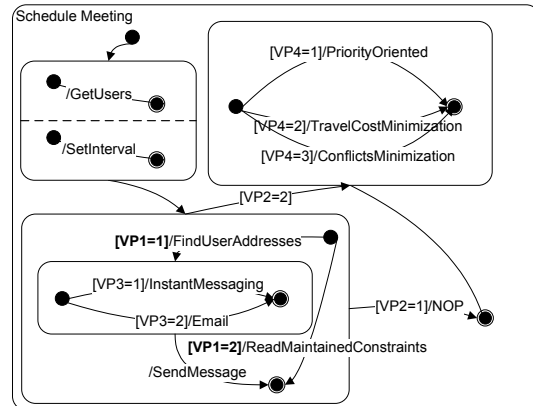 Schedule Meeting
[VP4=1]/PriorityOriented
/GetUsers
[VP4=2]/TravelCostMinimization
/SetInterval
[VP4=3]/ConflictsMinimization
[VP2=2]
[VP1=1]/FindUserAddresses
[VP3=1]/InstantMessaging
[VP2=1]/NOP
[VP3=2]/Email
[VP1=2]/ReadMaintainedConstraints
/SendMessage